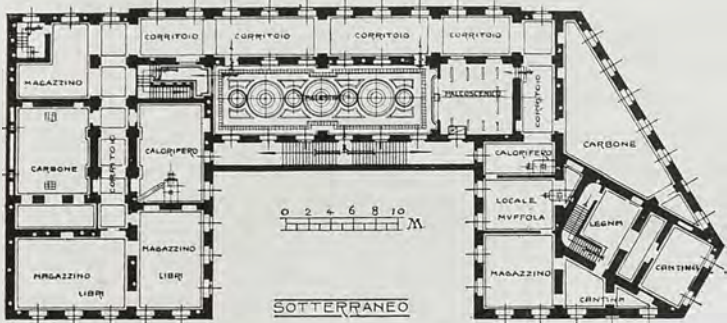 CORRITOIO CORRITOIO CORRITOIO CORRITOIO
MAGAZZINO
PALCOSCENICO
CORRITOIO
CORRITOIO
CARBONE
CALORIFERO
CARBONE
CALORIFERO
LOCALE
MUFFOLA
LEGNA
0 2 4 6 8 10 M.
MAGAZZINO
LIBRI
MAGAZZINO
LIBRI
MAGAZZINO
CANTINA
CANTINA
SOTTERRANEO